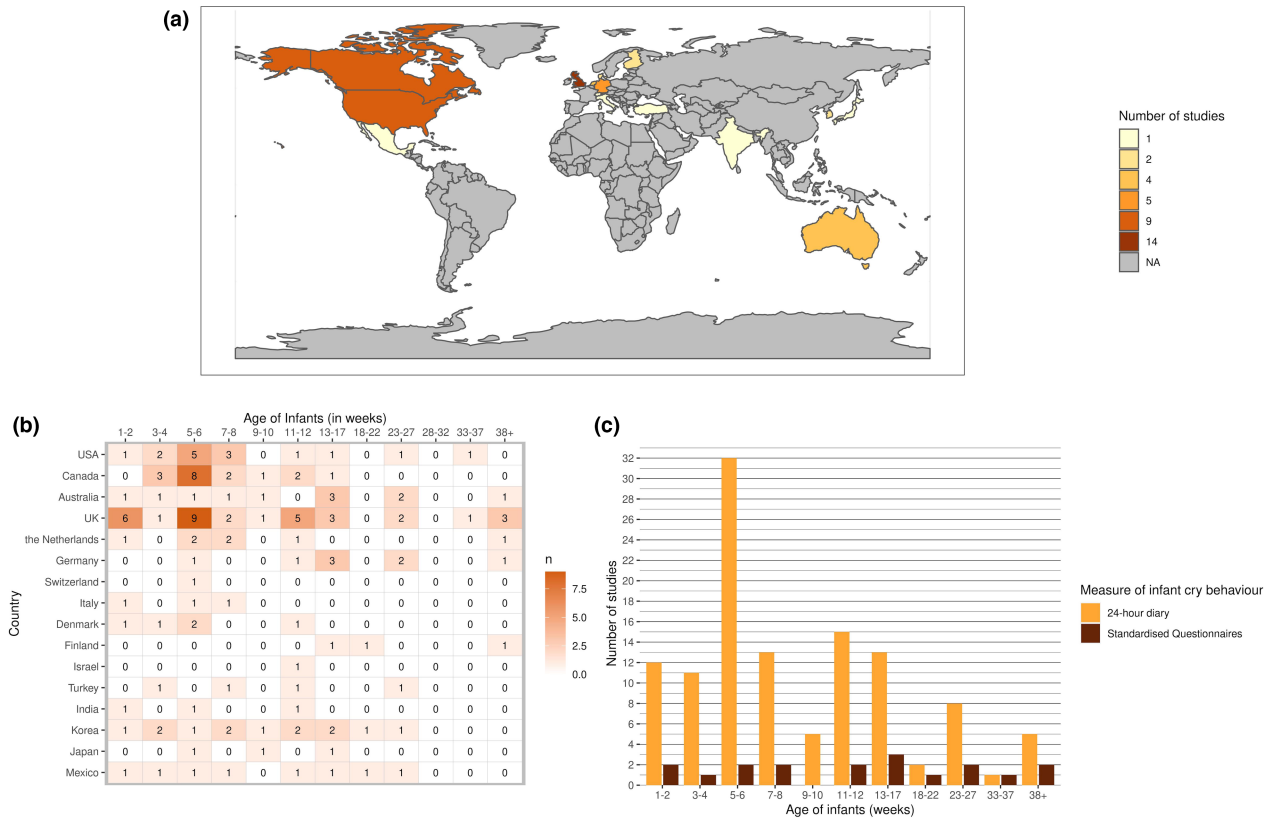 (a)
Number of studies
1
2
4
5
9
14
NA
(b)
Age of Infants (in weeks)
1-2 3-4 5-6 7-8 9-10 11-12 13-17 18-22 23-27 28-32 33-37 38+
USA 1 2 5 3 0 1 1 0 1 0 1 0
Canada 0 3 8 2 1 2 1 0 0 0 0 0
Australia 1 1 1 1 1 0 3 0 2 0 0 1
UK 6 1 9 2 1 5 3 0 2 0 1 3
the Netherlands 1 0 2 2 0 1 0 0 0 0 0 1
Germany 0 0 1 0 0 1 3 0 2 0 0 1
Switzerland 0 0 1 0 0 0 0 0 0 0 0 0
Italy 1 0 1 1 0 0 0 0 0 0 0 0
Denmark 1 1 2 0 0 1 0 0 0 0 0 0
Finland 0 0 0 0 0 0 1 1 0 0 0 1
Israel 0 0 0 0 0 1 0 0 0 0 0 0
Turkey 0 1 0 1 0 1 0 0 1 0 0 0
India 1 0 1 0 0 1 0 0 0 0 0 0
Korea 1 2 1 2 1 2 2 1 1 0 0 0
Japan 0 0 1 0 1 0 1 0 0 0 0 0
Mexico 1 1 1 1 0 1 1 1 1 0 0 0
Country
n
7.5
5.0
2.5
0.0
(c)
Number of studies
32
30
28
26
24
22
20
18
16
14
12
10
8
6
4
2
0
1-2 3-4 5-6 7-8 9-10 11-12 13-17 18-22 23-27 33-37 38+
Age of infants (weeks)
Measure of infant cry behaviour
24-hour diary
Standardised Questionnaires